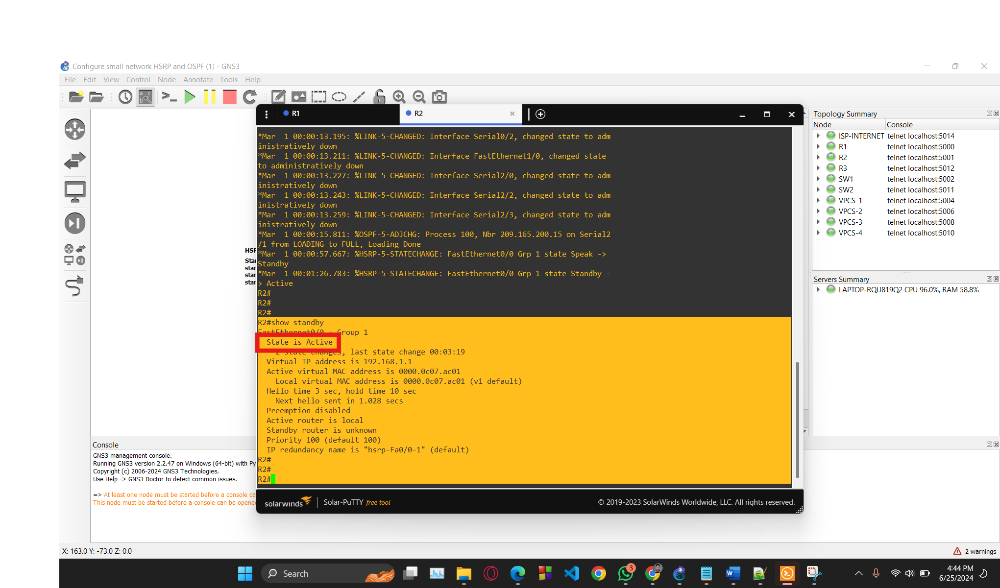 Configure small network HSRP and OSPF (1) - GNS3
File Edit View Control Node Annotate Tools Help
R1
R2
*Mar  1 00:00:13.195: %LINK-5-CHANGED: Interface Serial0/2, changed state to adm
inistratively down
*Mar  1 00:00:13.211: %LINK-5-CHANGED: Interface FastEthernet1/0, changed state
to administratively down
*Mar  1 00:00:13.227: %LINK-5-CHANGED: Interface Serial2/0, changed state to adm
inistratively down
*Mar  1 00:00:13.243: %LINK-5-CHANGED: Interface Serial2/2, changed state to adm
inistratively down
*Mar  1 00:00:13.259: %LINK-5-CHANGED: Interface Serial2/3, changed state to adm
inistratively down
*Mar  1 00:00:15.811: %OSPF-5-ADJCHG: Process 100, Nbr 209.165.200.15 on Serial2
/1 from LOADING to FULL, Loading Done
*Mar  1 00:00:57.667: %HSRP-5-STATECHANGE: FastEthernet0/0 Grp 1 state Speak ->
Standby
*Mar  1 00:01:26.783: %HSRP-5-STATECHANGE: FastEthernet0/0 Grp 1 state Standby -
> Active
R2#
R2#
R2#
R2#show standby
FastEthernet0/0 - Group 1
State is Active
2 state changes, last state change 00:03:19
Virtual IP address is 192.168.1.1
Active virtual MAC address is 0000.0c07.ac01
Local virtual MAC address is 0000.0c07.ac01 (v1 default)
Hello time 3 sec, hold time 10 sec
Next hello sent in 1.028 secs
Preemption disabled
Active router is local
Standby router is unknown
Priority 100 (default 100)
IP redundancy name is "hsrp-Fa0/0-1" (default)
R2#
R2#
R2#
solarwinds Solar-PuTTY free tool © 2019-2023 SolarWinds Worldwide, LLC. All rights reserved.
HSR
Star
star
star
star
Topology Summary
Node Console
ISP-INTERNET telnet localhost:5014
R1 telnet localhost:5000
R2 telnet localhost:5001
R3 telnet localhost:5012
SW1 telnet localhost:5002
SW2 telnet localhost:5011
VPCS-1 telnet localhost:5004
VPCS-2 telnet localhost:5006
VPCS-3 telnet localhost:5008
VPCS-4 telnet localhost:5010
Servers Summary
LAPTOP-RQU819Q2 CPU 96.0%, RAM 58.8%
Console
GNS3 management console.
Running GNS3 version 2.2.47 on Windows (64-bit) with Py
Copyright (c) 2006-2024 GNS3 Technologies.
Use Help -> GNS3 Doctor to detect common issues.
=> At least one node must be started before a console ca
This node must be started before a console can be opened
X: 163.0 Y: -73.0 Z: 0.0
2 warnings
Search
3
4:44 PM
6/25/2024